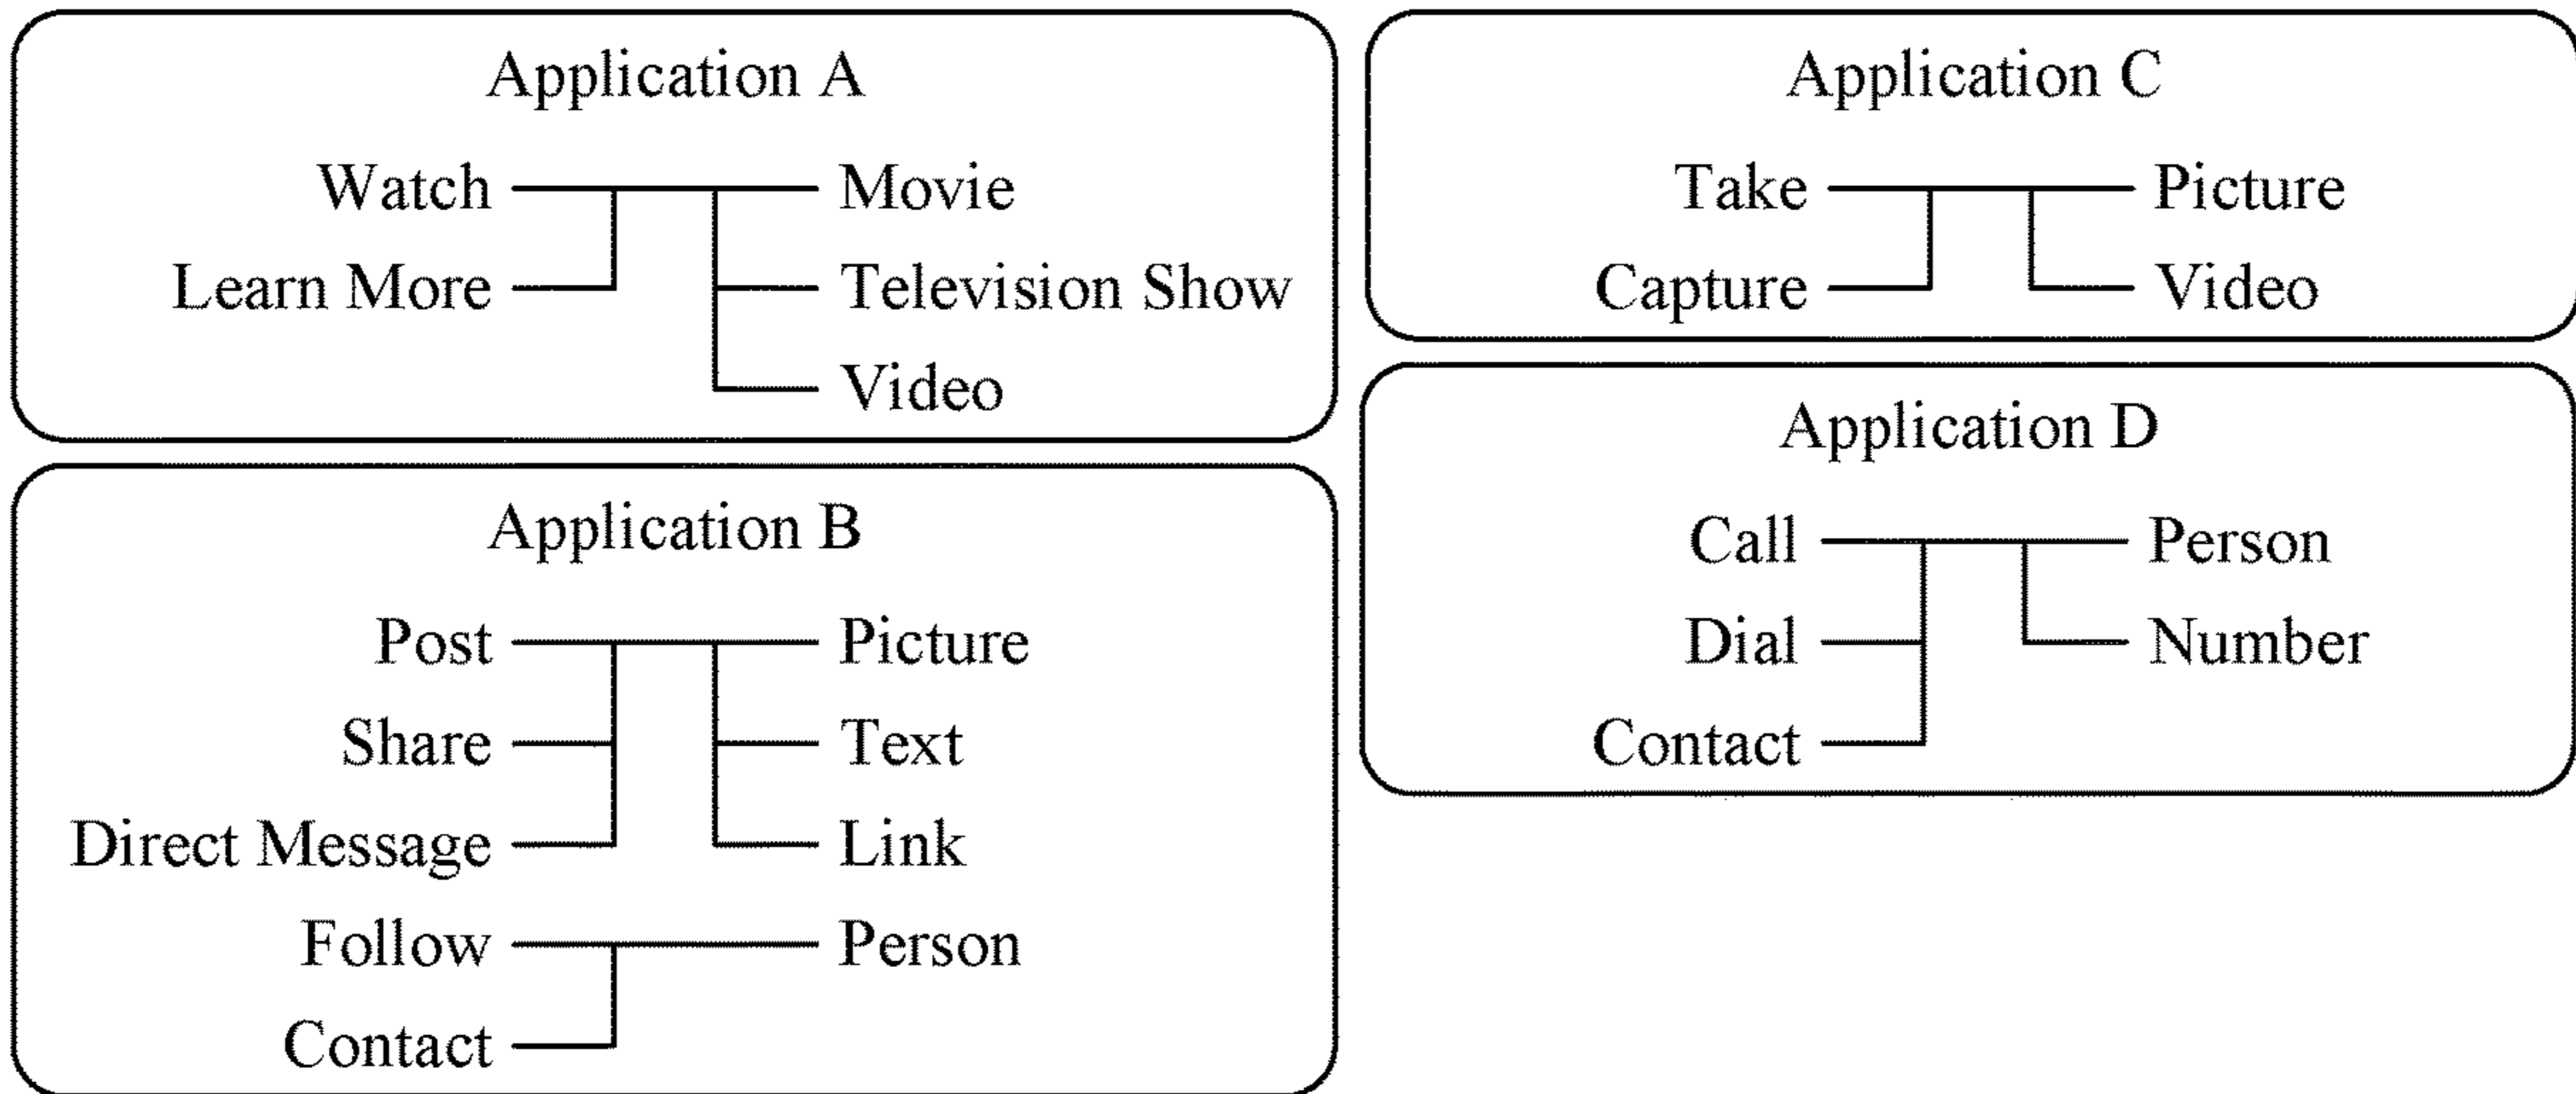 Application A
Watch Movie
Learn More Television Show
Video
Application B
Post Picture
Share Text
Direct Message Link
Follow Person
Contact
Application C
Take Picture
Capture Video
Application D
Call Person
Dial Number
Contact